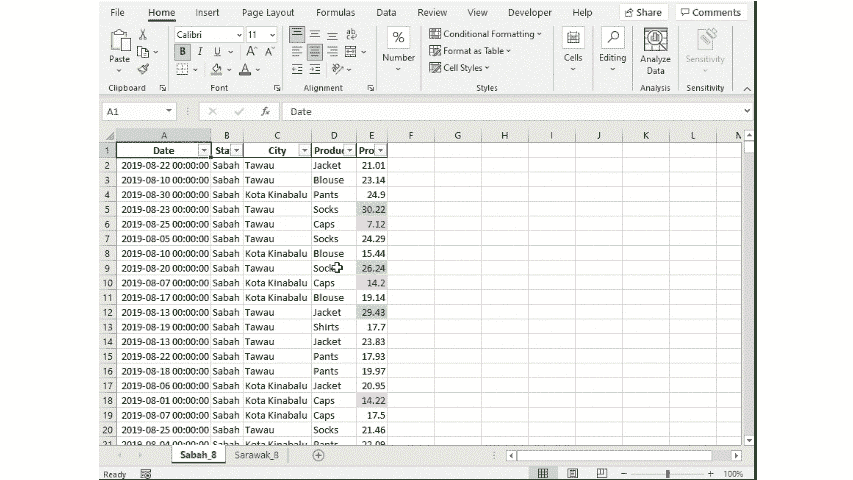 File Home Insert Page Layout Formulas Data Review View Developer Help Share Comments
Paste Calibri 11 B I U A A Number Conditional Formatting Format as Table Cell Styles Cells Editing Analyze Data Sensitivity
Clipboard Font Alignment Styles Analysis Sensitivity
A1 fx Date
A B C D E F G H I J K L
1 Date Sta City Produc Pro
2 2019-08-22 00:00:00 Sabah Tawau Jacket 21.01
3 2019-08-10 00:00:00 Sabah Tawau Blouse 23.14
4 2019-08-30 00:00:00 Sabah Kota Kinabalu Pants 24.9
5 2019-08-23 00:00:00 Sabah Tawau Socks 30.22
6 2019-08-25 00:00:00 Sabah Tawau Caps 7.12
7 2019-08-05 00:00:00 Sabah Tawau Socks 24.29
8 2019-08-10 00:00:00 Sabah Kota Kinabalu Blouse 15.44
9 2019-08-20 00:00:00 Sabah Tawau Socks 26.24
10 2019-08-07 00:00:00 Sabah Kota Kinabalu Caps 14.2
11 2019-08-17 00:00:00 Sabah Kota Kinabalu Blouse 19.14
12 2019-08-13 00:00:00 Sabah Tawau Jacket 29.43
13 2019-08-19 00:00:00 Sabah Tawau Shirts 17.7
14 2019-08-13 00:00:00 Sabah Tawau Jacket 23.83
15 2019-08-22 00:00:00 Sabah Tawau Pants 17.93
16 2019-08-18 00:00:00 Sabah Tawau Pants 19.97
17 2019-08-06 00:00:00 Sabah Kota Kinabalu Jacket 20.95
18 2019-08-01 00:00:00 Sabah Kota Kinabalu Caps 14.22
19 2019-08-07 00:00:00 Sabah Kota Kinabalu Caps 17.5
20 2019-08-25 00:00:00 Sabah Tawau Socks 21.46
21 2019-08-04 00:00:00 Sabah Kota Kinabalu Pants 22.09
Sabah_8 Sarawak_8
Ready 100%